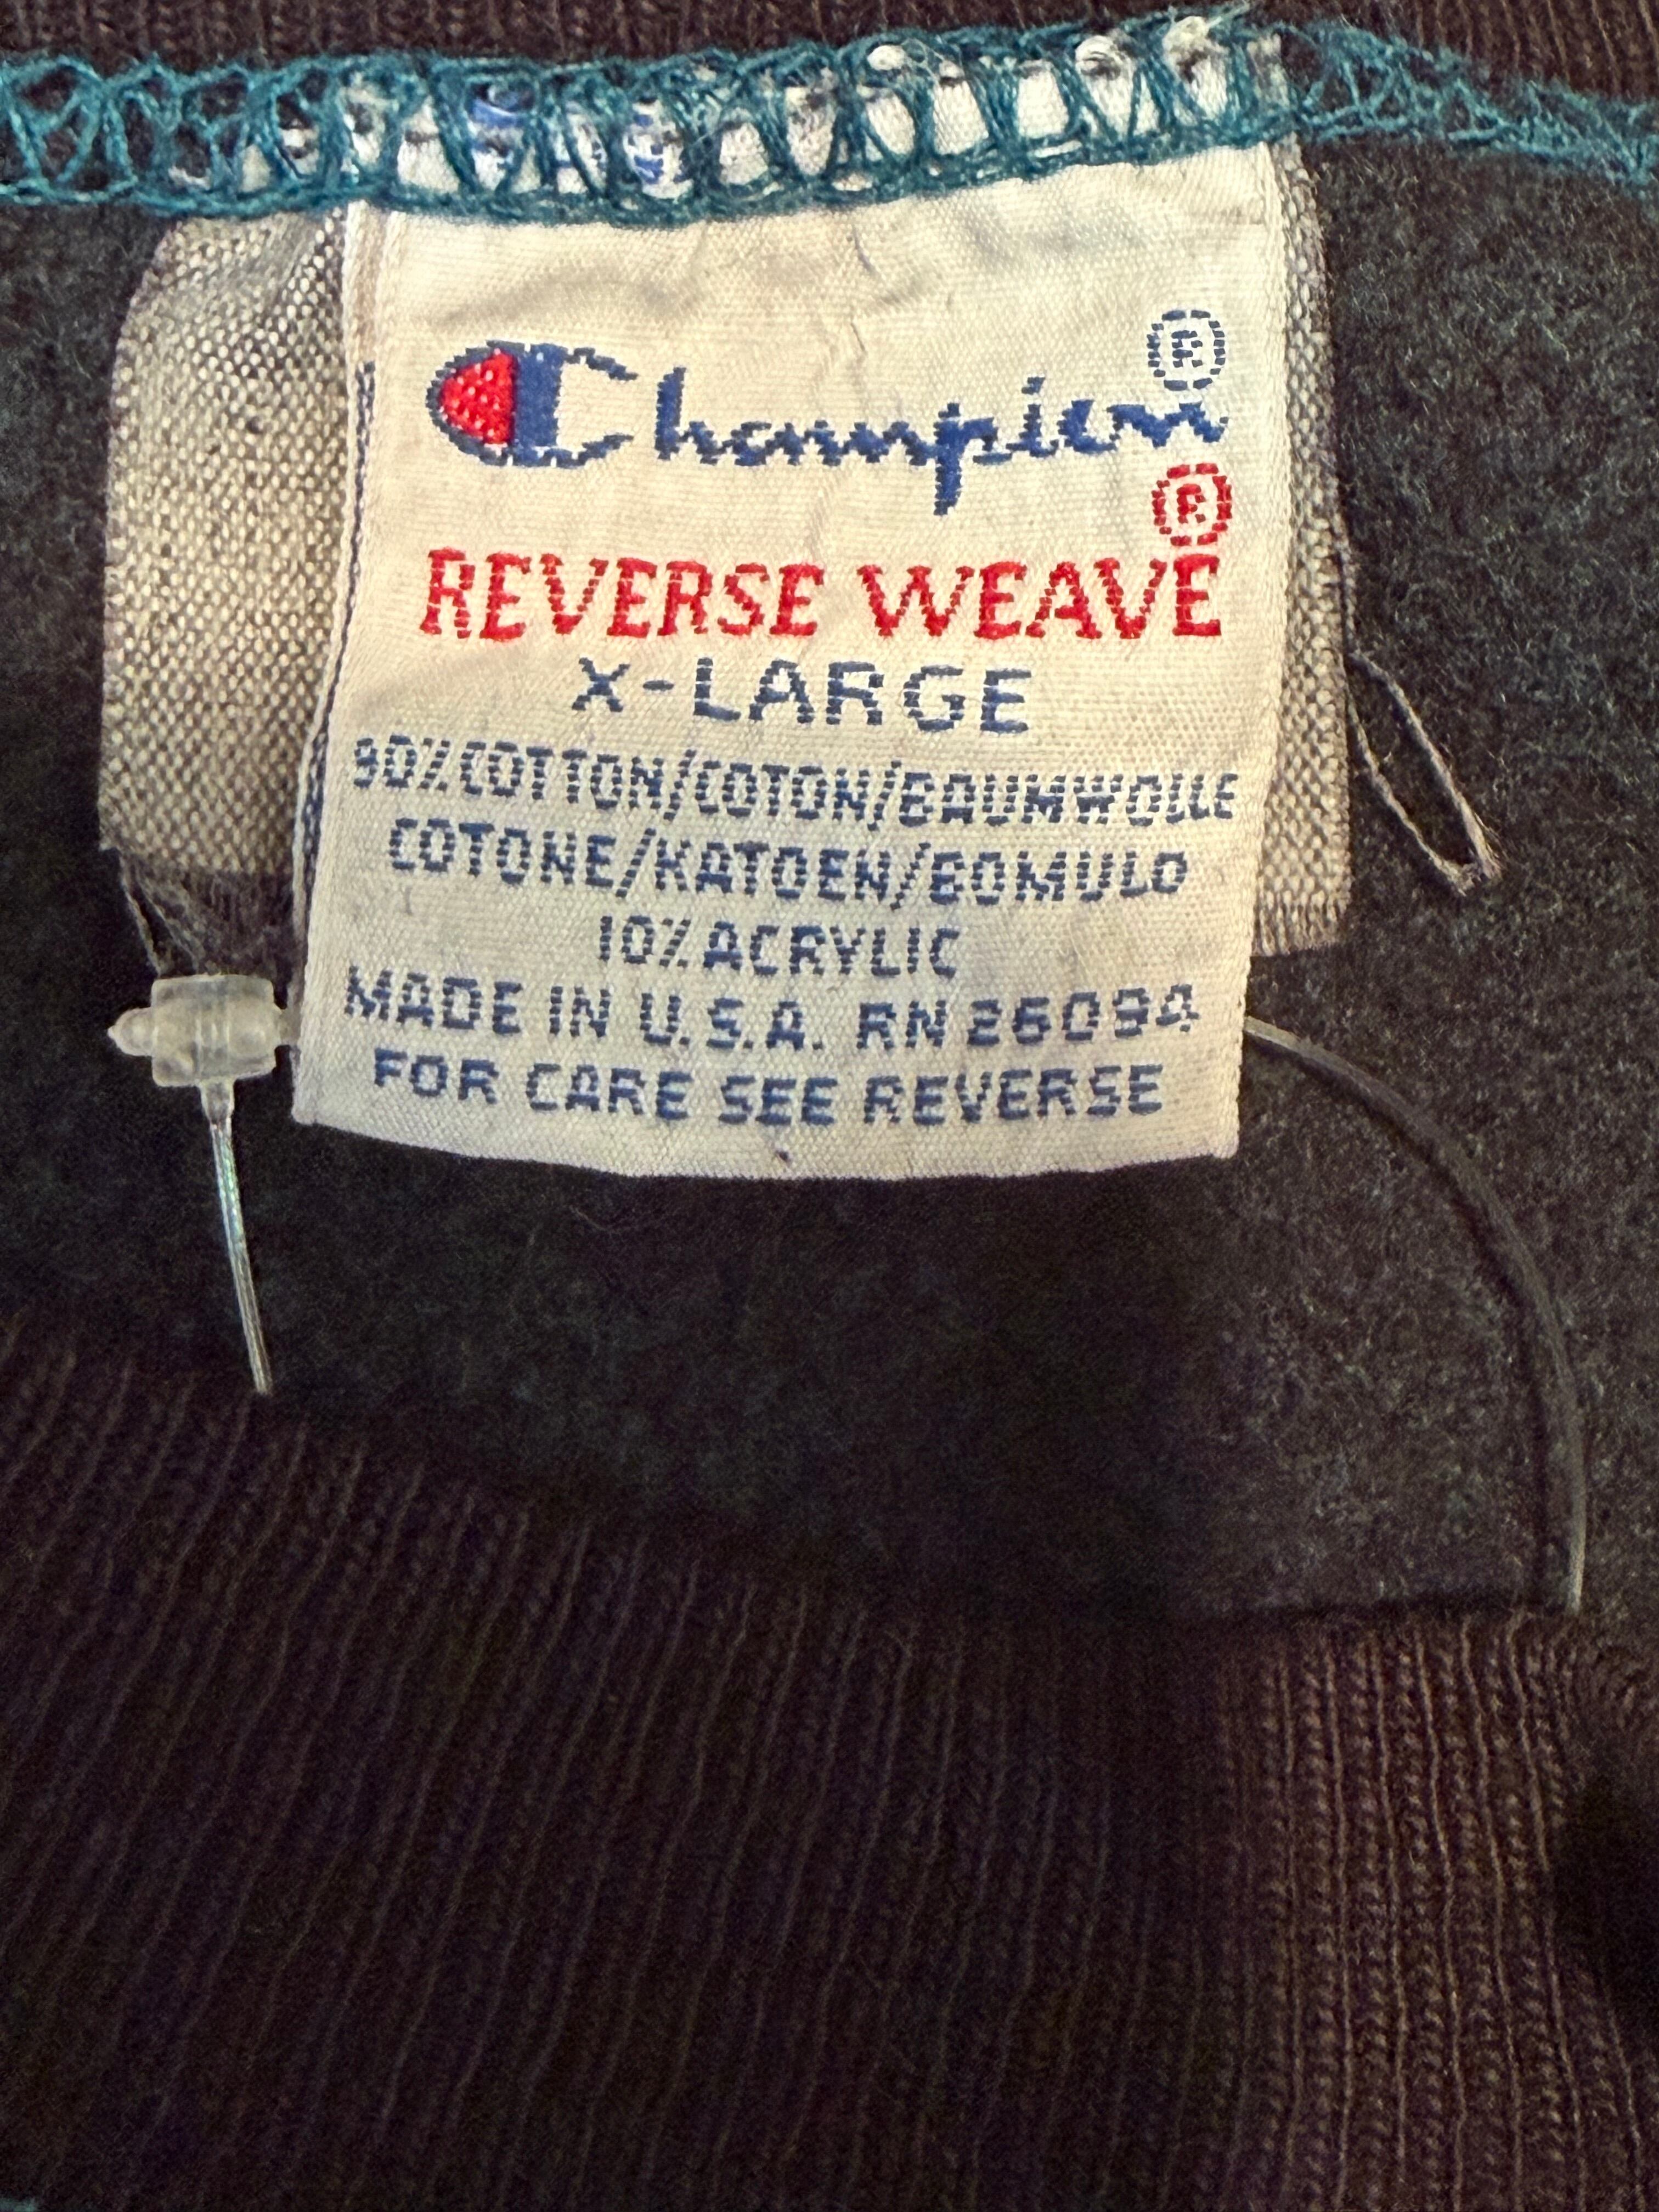 Champion®
REVERSE WEAVE®
X-LARGE
90% COTTON/COTON/BAUMWOLLE
COTONE/KATOEN/BOMULD
10% ACRYLIC
MADE IN U.S.A. RN 26094
FOR CARE SEE REVERSE